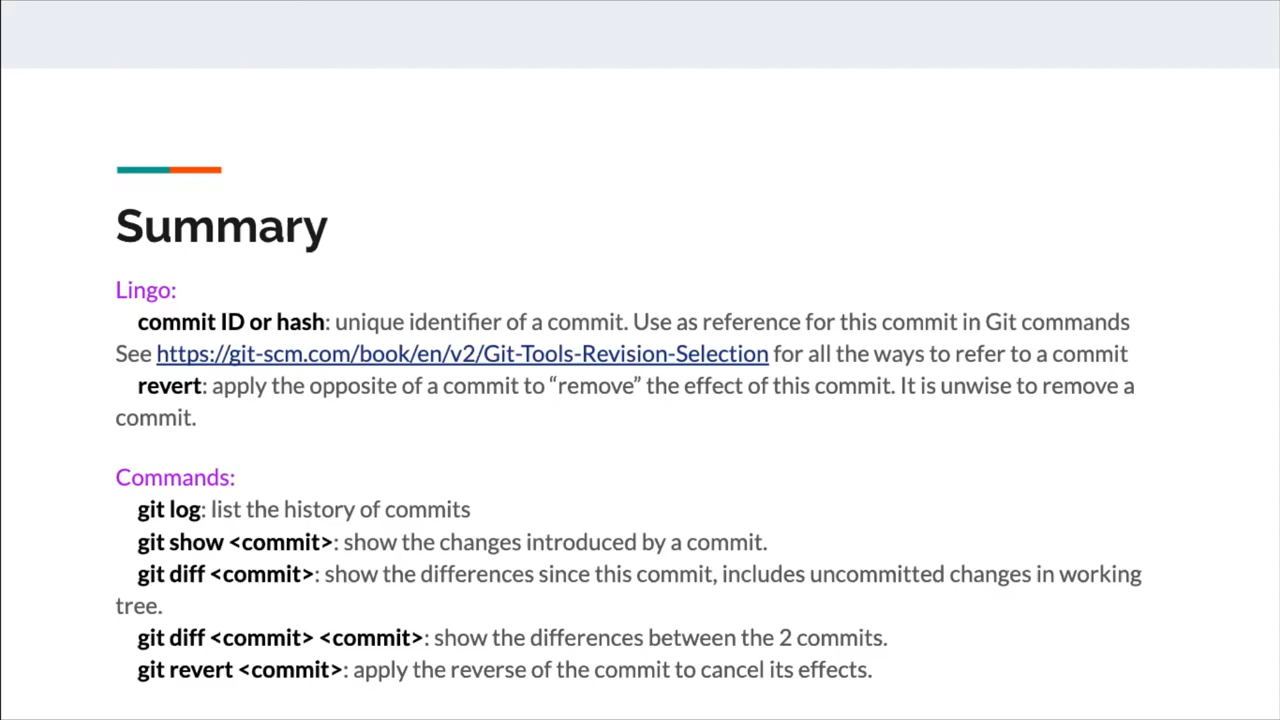 Summary
Lingo:
commit ID or hash: unique identifier of a commit. Use as reference for this commit in Git commands
See https://git-scm.com/book/en/v2/Git-Tools-Revision-Selection for all the ways to refer to a commit
revert: apply the opposite of a commit to “remove” the effect of this commit. It is unwise to remove a
commit.
Commands:
git log: list the history of commits
git show <commit>: show the changes introduced by a commit.
git diff <commit>: show the differences since this commit, includes uncommitted changes in working
tree.
git diff <commit> <commit>: show the differences between the 2 commits.
git revert <commit>: apply the reverse of the commit to cancel its effects.